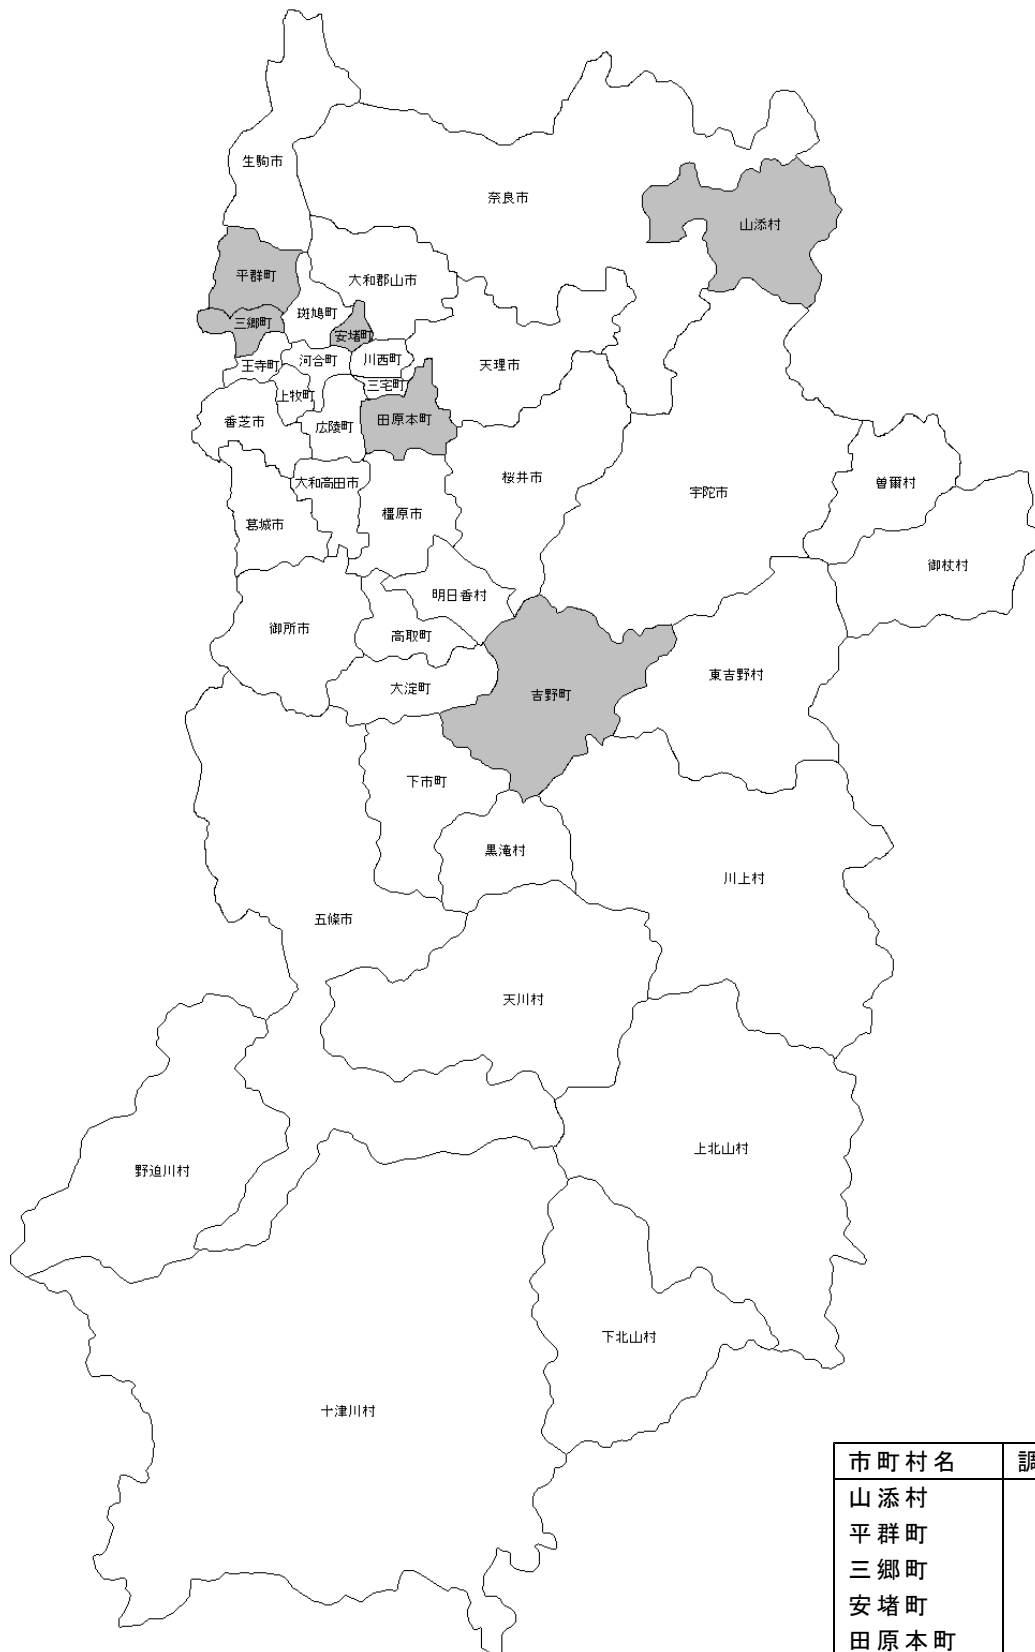 生駒市
奈良市
山添村
平群町
大和郡山市
斑鳩町
三郷町
安堵町
王寺町
河合町
川西町
天理市
三宅町
上牧町
香芝市
広陵町
田原本町
桜井市
大和高田市
曽爾村
宇陀市
葛城市
橿原市
御杖村
明日香村
御所市
高取町
東吉野村
大淀町
吉野町
下市町
黒滝村
川上村
五條市
天川村
上北山村
野迫川村
下北山村
十津川村
市町村名 調
山添村
平群町
三郷町
安堵町
田原本町